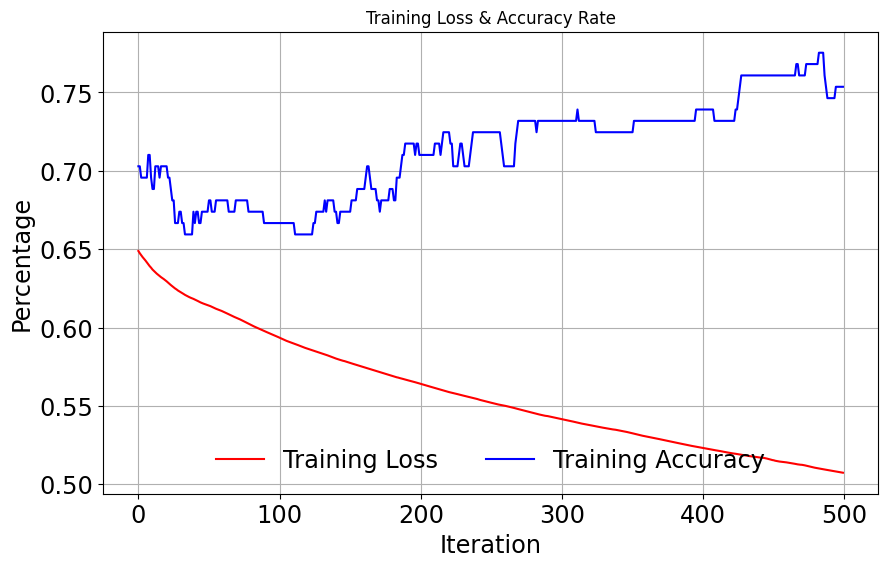 Training Loss & Accuracy Rate
Percentage
0.75
0.70
0.65
0.60
0.55
0.50
Training Loss Training Accuracy
0 100 200 300 400 500
Iteration